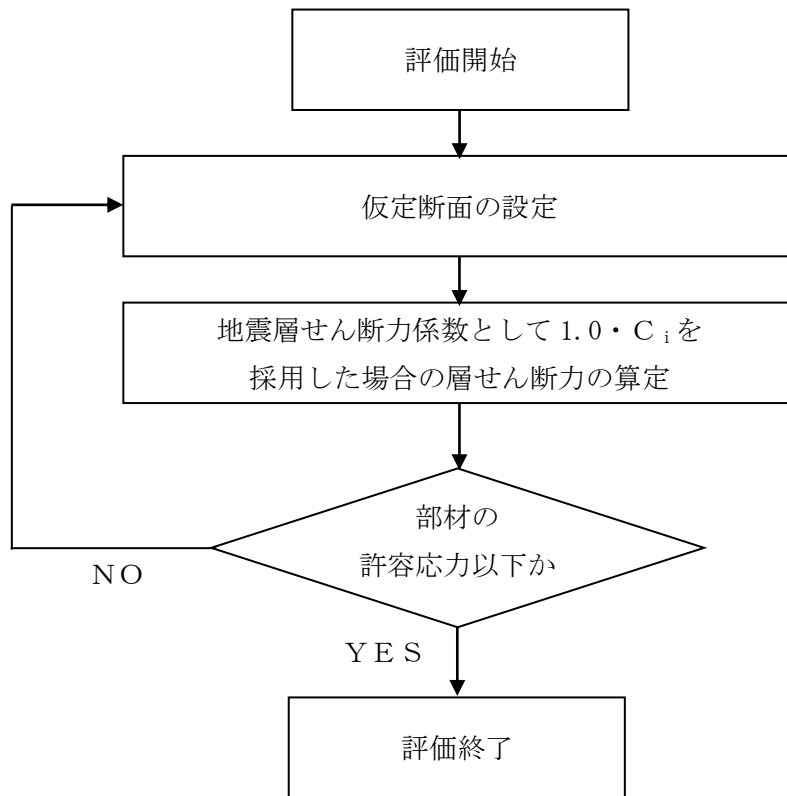 評価開始
仮定断面の設定
地震層せん断力係数として 1.0・Ｃｉを
採用した場合の層せん断力の算定
部材の
許容応力以下か
ＮＯ
ＹＥＳ
評価終了